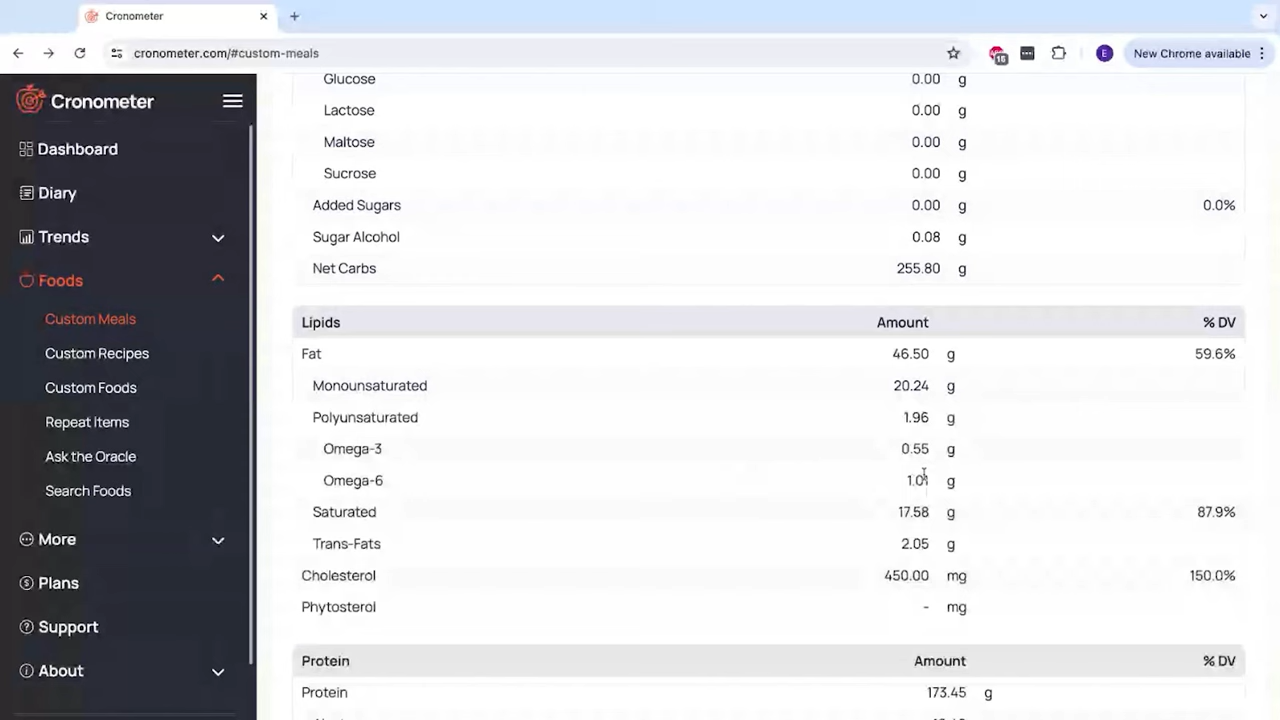 Cronometer
cronometer.com/#custom-meals
16
E
New Chrome available
Cronometer
Dashboard
Diary
Trends
Foods
Custom Meals
Custom Recipes
Custom Foods
Repeat Items
Ask the Oracle
Search Foods
More
Plans
Support
About
Glucose 0.00 g
Lactose 0.00 g
Maltose 0.00 g
Sucrose 0.00 g
Added Sugars 0.00 g 0.0%
Sugar Alcohol 0.08 g
Net Carbs 255.80 g
Lipids Amount % DV
Fat 46.50 g 59.6%
Monounsaturated 20.24 g
Polyunsaturated 1.96 g
Omega-3 0.55 g
Omega-6 1.01 g
Saturated 17.58 g 87.9%
Trans-Fats 2.05 g
Cholesterol 450.00 mg 150.0%
Phytosterol - mg
Protein Amount % DV
Protein 173.45 g